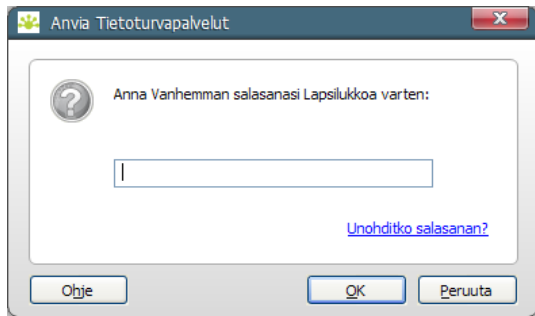 Anvia Tietoturvapalvelut
Anna Vanhemman salasanasi Lapsilukkoa varten:
Unohditko salasanan?
Ohje
OK
Peruuta